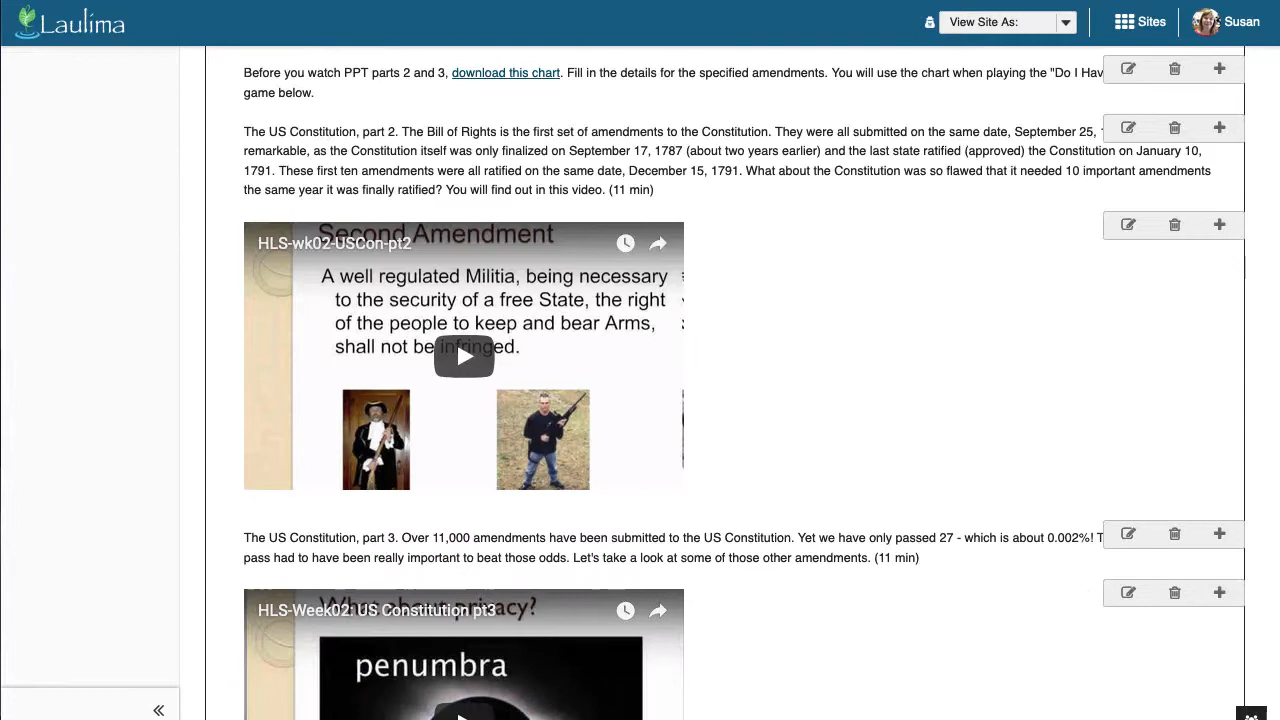 Laulima
View Site As:
Sites
Susan
Before you watch PPT parts 2 and 3, download this chart. Fill in the details for the specified amendments. You will use the chart when playing the "Do I Hav
game below.
The US Constitution, part 2. The Bill of Rights is the first set of amendments to the Constitution. They were all submitted on the same date, September 25,
remarkable, as the Constitution itself was only finalized on September 17, 1787 (about two years earlier) and the last state ratified (approved) the Constitution on January 10,
1791. These first ten amendments were all ratified on the same date, December 15, 1791. What about the Constitution was so flawed that it needed 10 important amendments
the same year it was finally ratified? You will find out in this video. (11 min)
Second Amendment
HLS-wk02-USCon-pt2
A well regulated Militia, being necessary
to the security of a free State, the right
of the people to keep and bear Arms,
shall not be infringed.
The US Constitution, part 3. Over 11,000 amendments have been submitted to the US Constitution. Yet we have only passed 27 - which is about 0.002%! T
pass had to have been really important to beat those odds. Let's take a look at some of those other amendments. (11 min)
What about privacy?
HLS-Week02: US Constitution pt3
penumbra